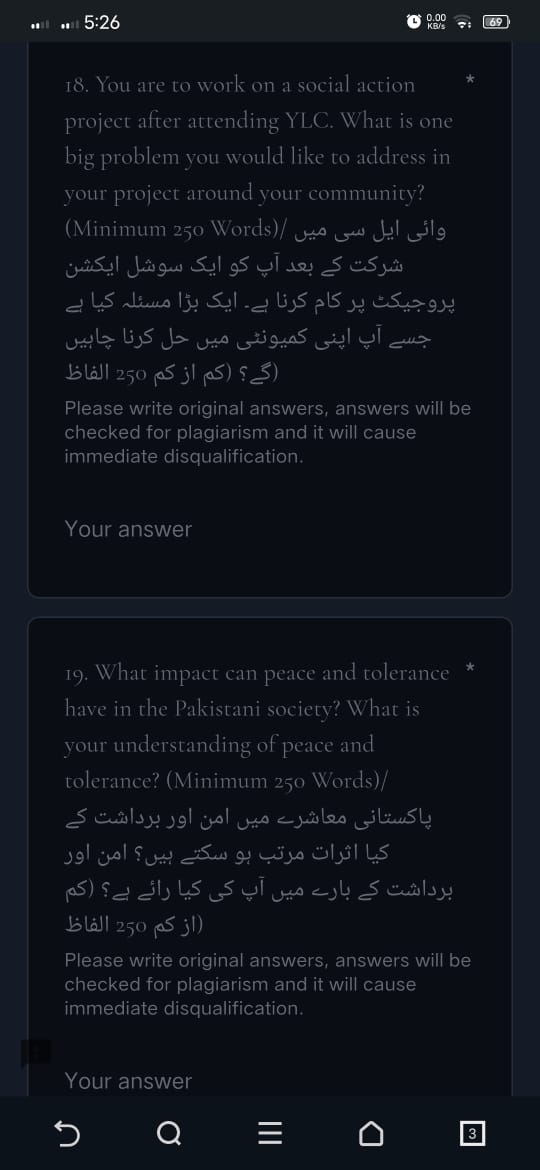 5:26
0.00
KB/s
69
18. You are to work on a social action *
project after attending YLC. What is one
big problem you would like to address in
your project around your community?
(Minimum 250 Words)/ وائی ایل سی میں
شرکت کے بعد آپ کو ایک سوشل ایکشن
پروجیکٹ پر کام کرنا ہے۔ ایک بڑا مسئلہ کیا ہے
جسے آپ اپنی کمیونٹی میں حل کرنا چاہیں
گے؟ (کم از کم 250 الفاظ)
Please write original answers, answers will be
checked for plagiarism and it will cause
immediate disqualification.
Your answer
19. What impact can peace and tolerance *
have in the Pakistani society? What is
your understanding of peace and
tolerance? (Minimum 250 Words)/
پاکستانی معاشرے میں امن اور برداشت کے
کیا اثرات مرتب ہو سکتے ہیں؟ امن اور
برداشت کے بارے میں آپ کی کیا رائے ہے؟ (کم
از کم 250 الفاظ)
Please write original answers, answers will be
checked for plagiarism and it will cause
immediate disqualification.
Your answer
3